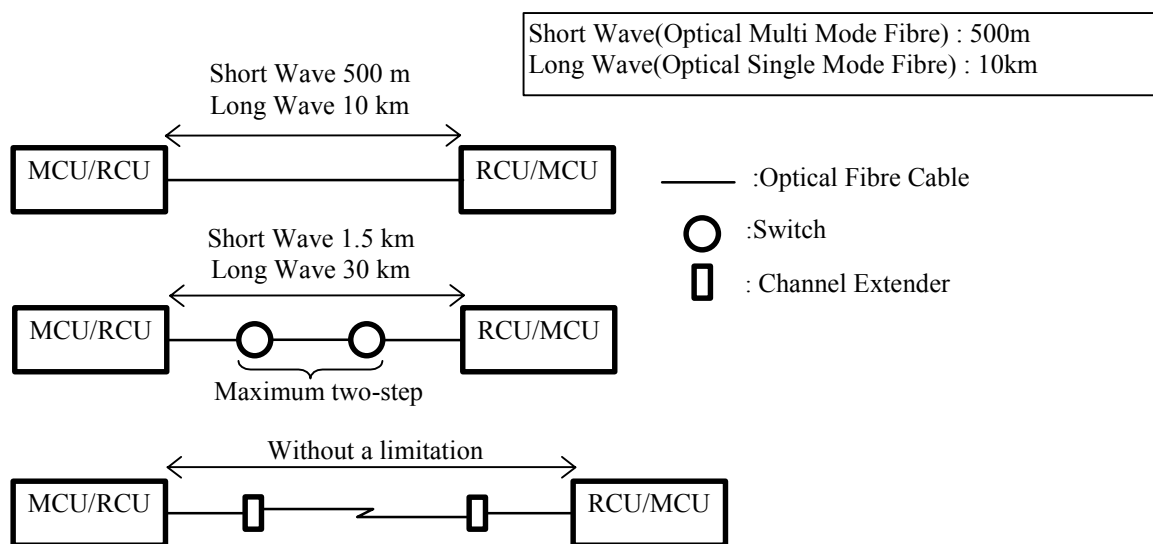 Short Wave(Optical Multi Mode Fibre) : 500m
Long Wave(Optical Single Mode Fibre) : 10km
Short Wave 500 m
Long Wave 10 km
MCU/RCU
RCU/MCU
:Optical Fibre Cable
:Switch
: Channel Extender
Short Wave 1.5 km
Long Wave 30 km
MCU/RCU
RCU/MCU
Maximum two-step
Without a limitation
MCU/RCU
RCU/MCU